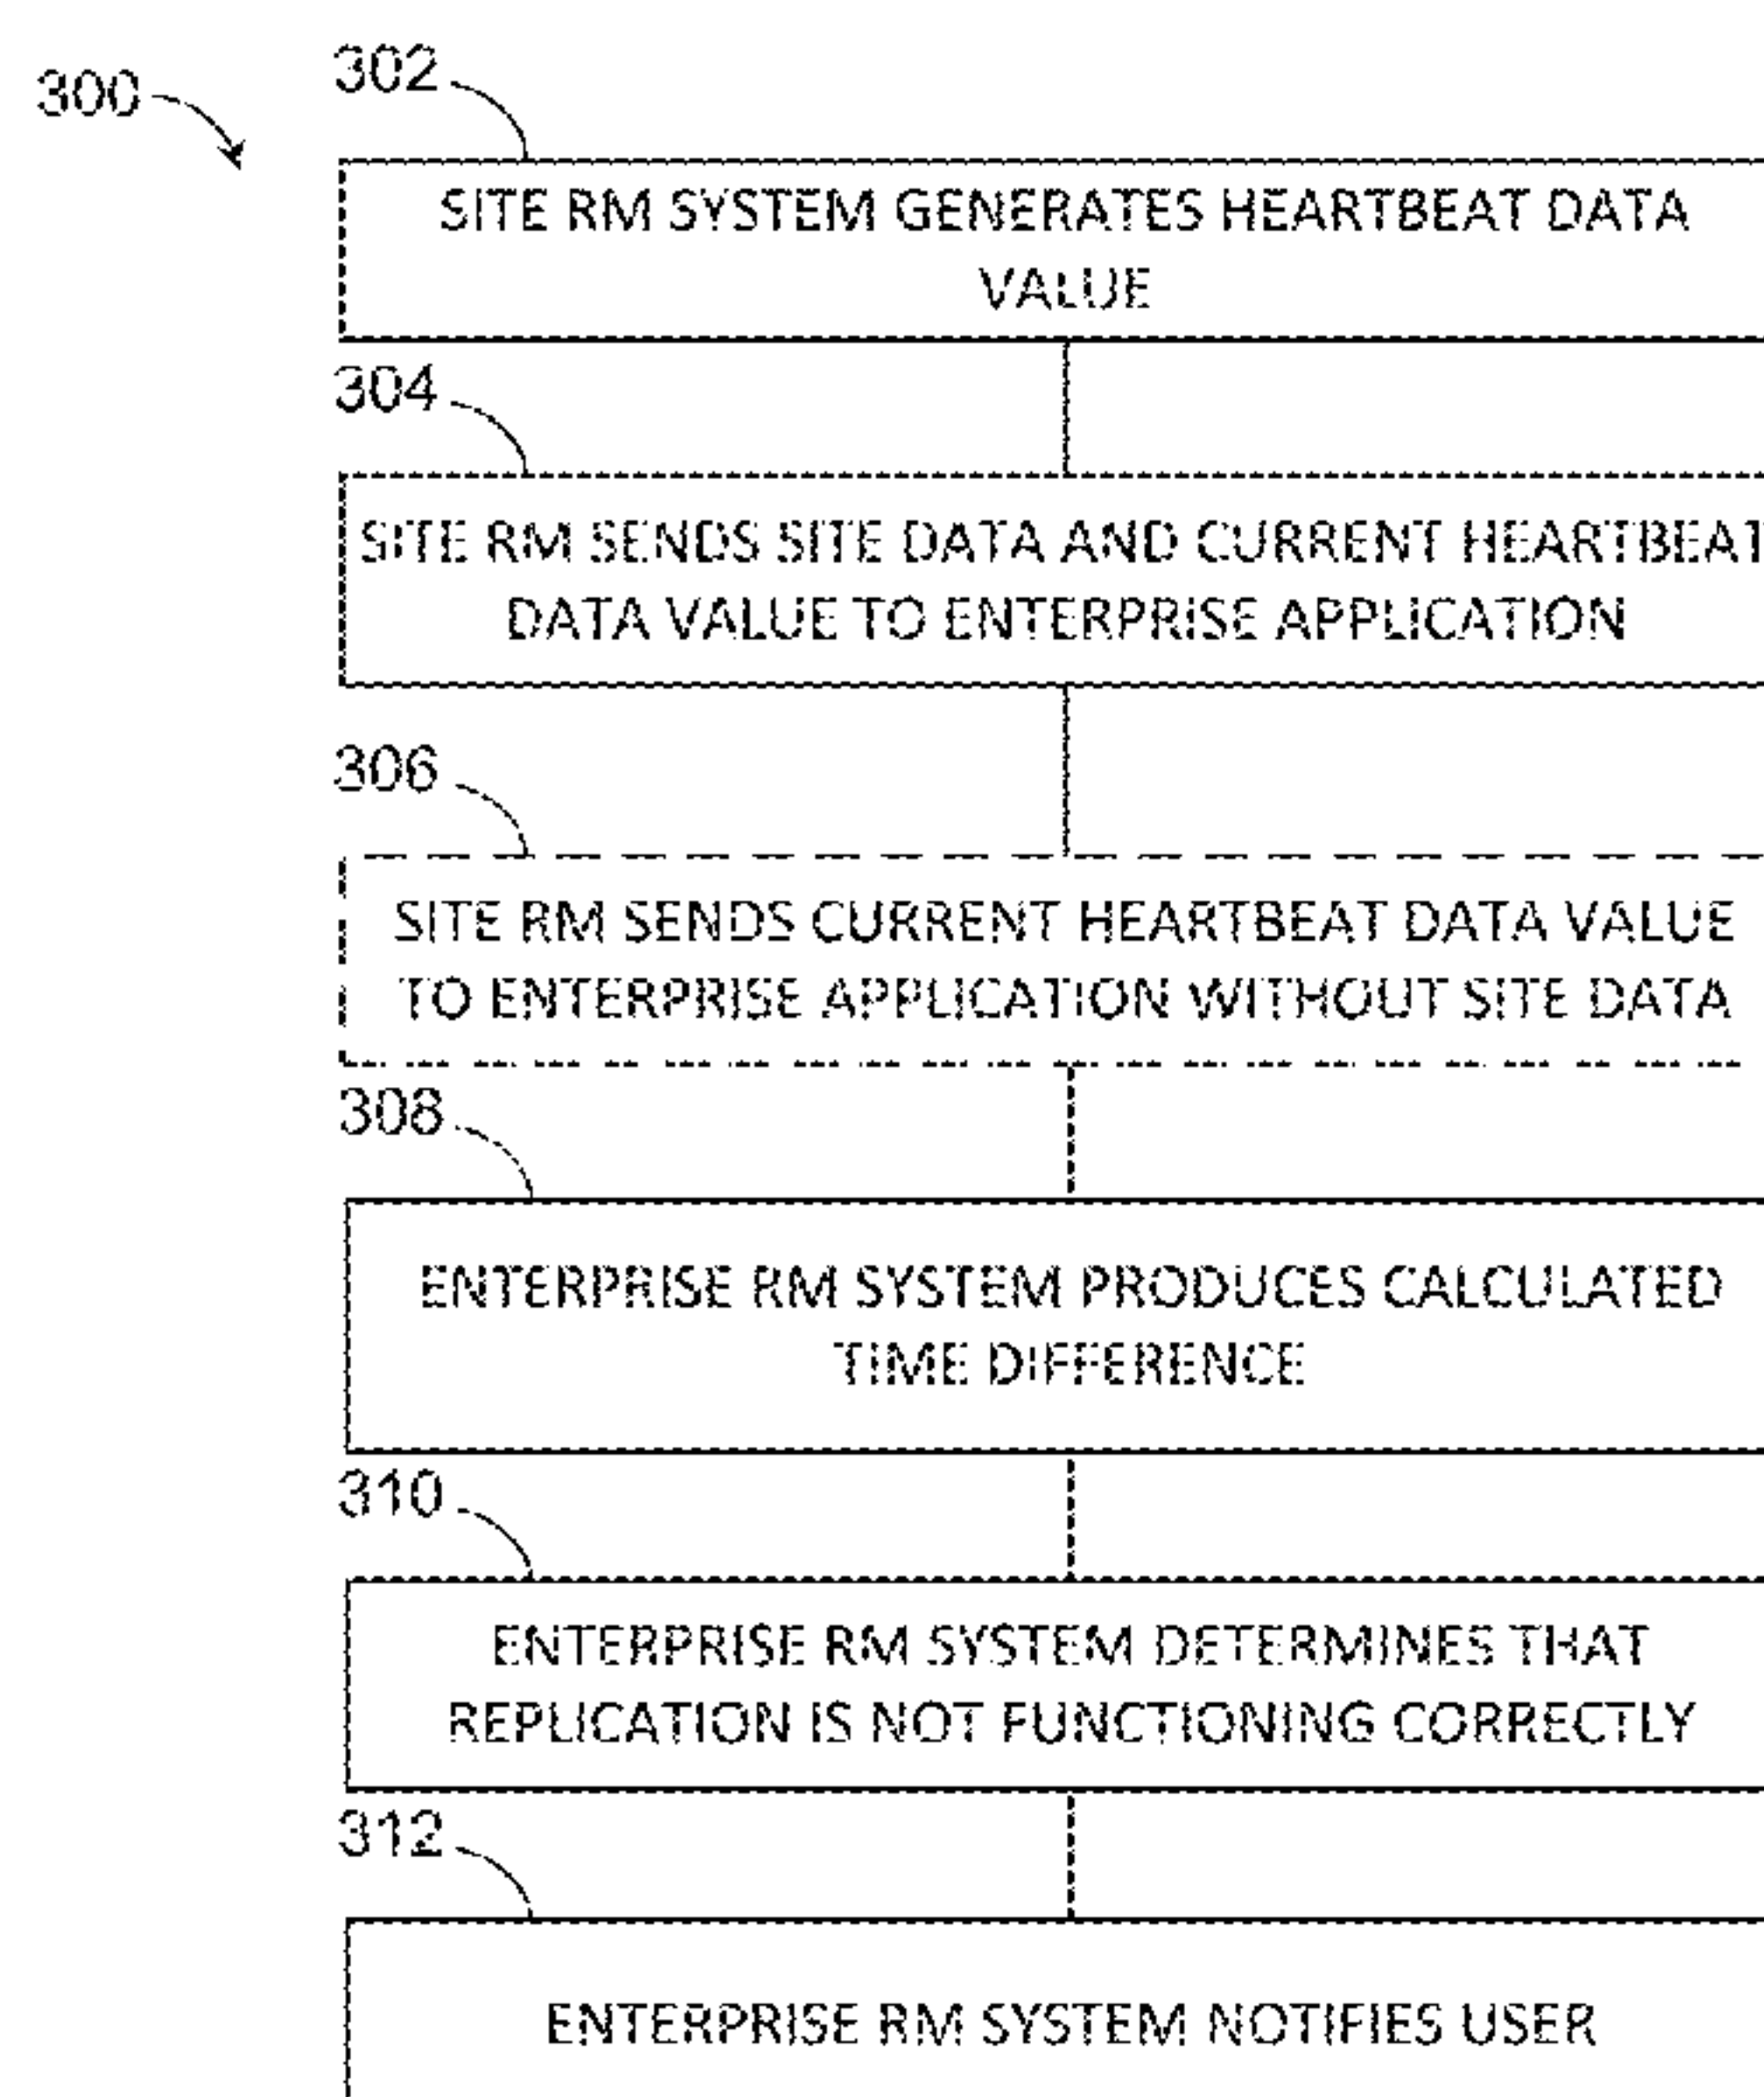 300
302
SITE RM SYSTEM GENERATES HEARTBEAT DATA
VALUE
304
SITE RM SENDS SITE DATA AND CURRENT HEARTBEAT
DATA VALUE TO ENTERPRISE APPLICATION
306
SITE RM SENDS CURRENT HEARTBEAT DATA VALUE
TO ENTERPRISE APPLICATION WITHOUT SITE DATA
308
ENTERPRISE RM SYSTEM PRODUCES CALCULATED
TIME DIFFERENCE
310
ENTERPRISE RM SYSTEM DETERMINES THAT
REPLICATION IS NOT FUNCTIONING CORRECTLY
312
ENTERPRISE RM SYSTEM NOTIFIES USER